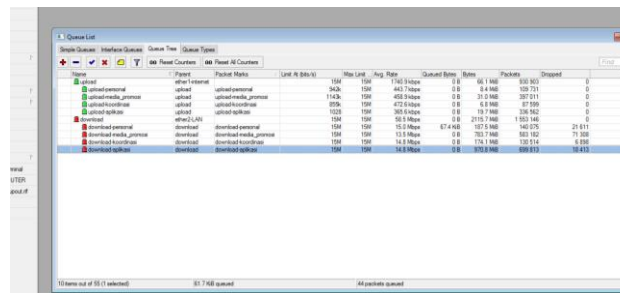 Queue List
Simple Queues Interface Queues Queue Tree Queue Types
Reset Counters Reset All Counters Find
Name Parent Packet Marks Limit At (bits/s) Max Limit Avg. Rate Queued Bytes Bytes Packets Dropped
upload ether1-internet 15M 15M 1740.9 kbps 0 B 66.1 MiB 930 903 0
upload-personal upload upload-personal 942k 15M 443.7 kbps 0 B 8.4 MiB 109 731 0
upload-media_promosi upload upload-media_promosi 1143k 15M 458.9 kbps 0 B 31.0 MiB 397 011 0
upload-koordinasi upload upload-koordinasi 855k 15M 472.6 kbps 0 B 6.8 MiB 87 599 0
upload-aplikasi upload upload-aplikasi 1028 15M 365.6 kbps 0 B 19.7 MiB 336 562 0
download ether2-LAN 15M 15M 58.5 Mbps 0 B 2115.7 MiB 1 553 146 0
download-personal download download-personal 15M 15M 15.0 Mbps 67.4 KiB 187.5 MiB 140 075 21 611
download-media_promosi download download-media_promosi 15M 15M 13.5 Mbps 0 B 783.7 MiB 583 182 71 308
download-koordinasi download download-koordinasi 15M 15M 14.8 Mbps 0 B 174.1 MiB 130 514 6 898
download-aplikasi download download-aplikasi 15M 15M 14.8 Mbps 0 B 970.8 MiB 699 813 18 413
UTER
pout.rif
10 items out of 58 (1 selected) 61.7 KiB queued 44 packets queued